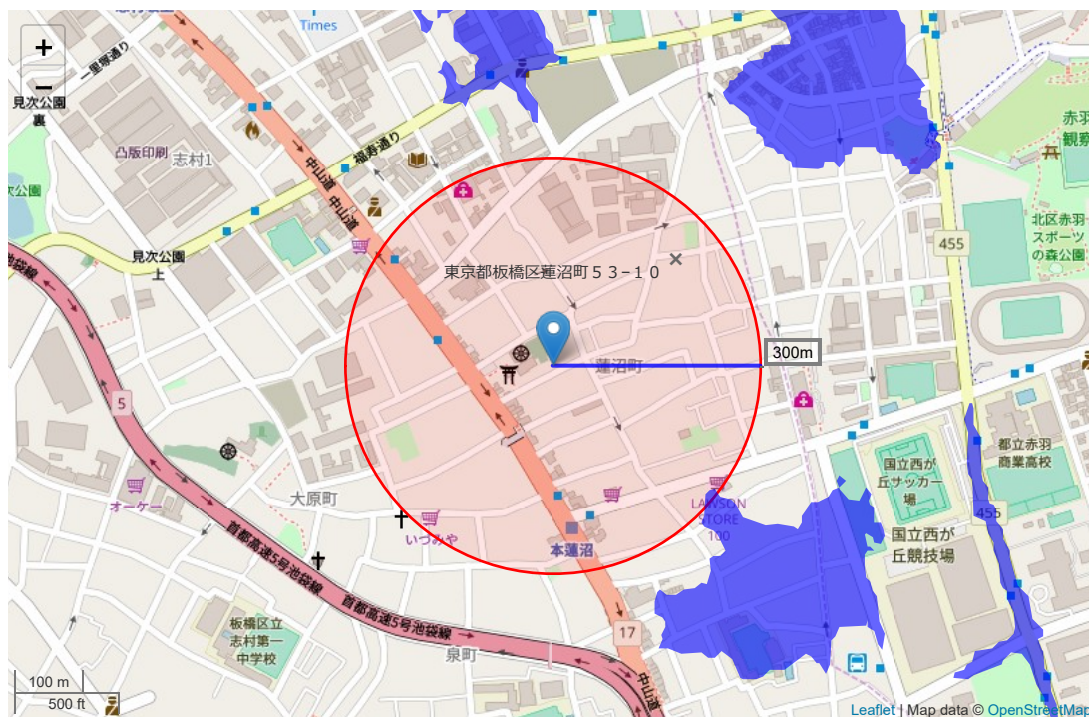 +
−
Times
一里塚通り
見次公園
裏
凸版印刷
志村1
福寿通り
中山道
中山道
赤羽
観察
見次公園
上
455
北区赤羽
スポーツ
の森公園
東京都板橋区蓮沼町５３−１０
×
300m
蓮沼町
5
オーケー
大原町
いづみや
LAWSON
STORE
100
本蓮沼
国立西が
丘サッカー
場
都立赤羽
商業高校
455
国立西が
丘競技場
首都高速5号池袋線
首都高速5号池袋線
板橋区立
志村第一
中学校
泉町
17
中山道
100 m
500 ft
Leaflet | Map data © OpenStreetMap